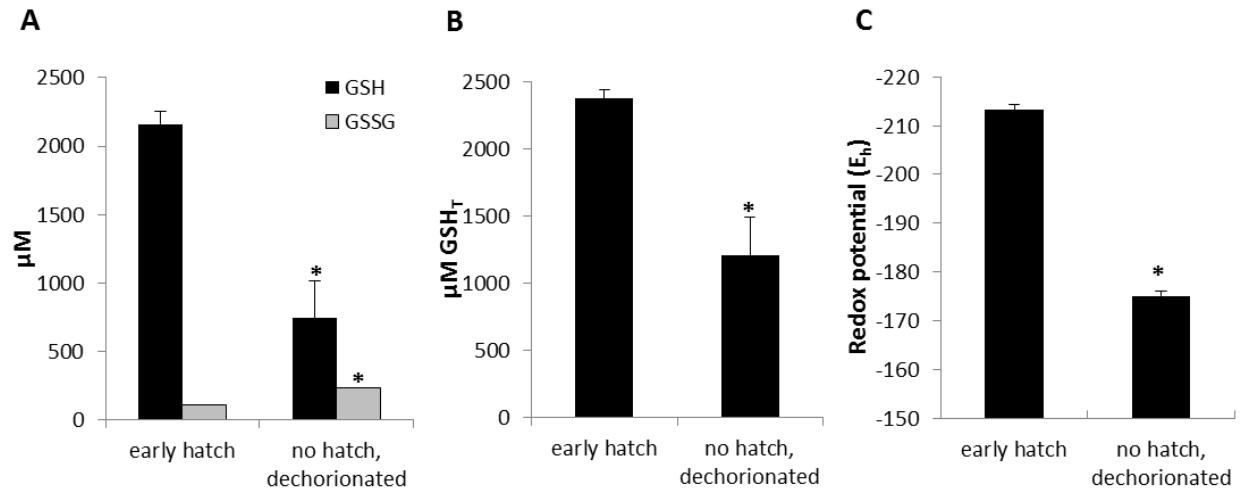 A
2500
2000
1500
1000
500
0
µM
GSH
GSSG
*
*
early hatch
no hatch,
dechorionated
B
2500
2000
1500
1000
500
0
µM GSH_T
*
early hatch
no hatch,
dechorionated
C
-220
-210
-200
-190
-180
-170
-160
-150
Redox potential (E_h)
*
early hatch
no hatch,
dechorionated